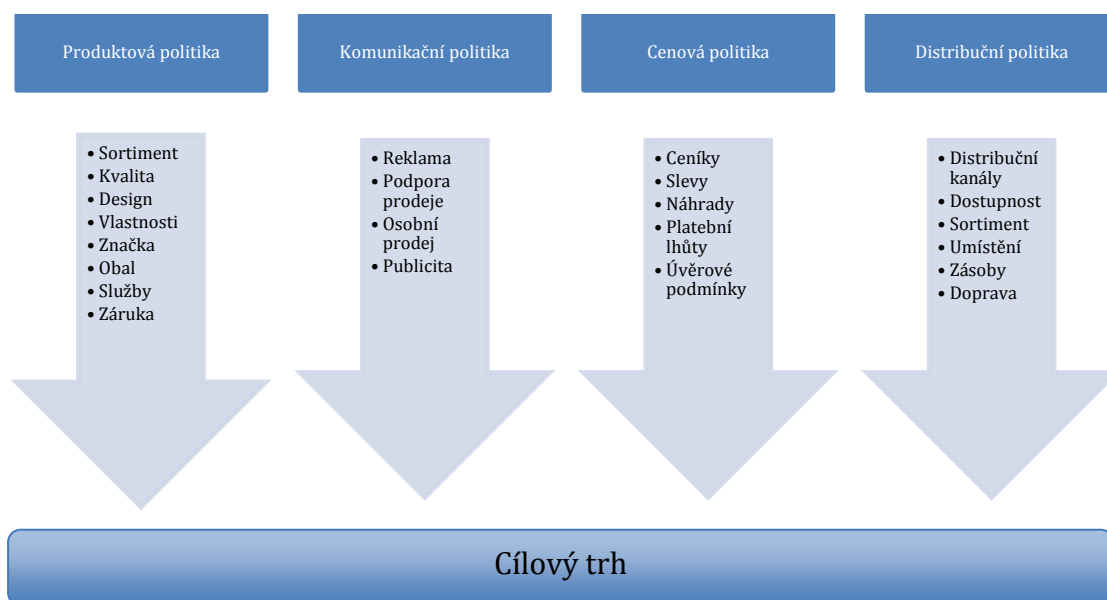 Produktová politika
Komunikační politika
Cenová politika
Distribuční politika
• Sortiment
• Kvalita
• Design
• Vlastnosti
• Značka
• Obal
• Služby
• Záruka
• Reklama
• Podpora
prodeje
• Osobní
prodej
• Publicita
• Ceníky
• Slevy
• Náhrady
• Platební
lhůty
• Úvěrové
podmínky
• Distribuční
kanály
• Dostupnost
• Sortiment
• Umístění
• Zásoby
• Doprava
Cílový trh